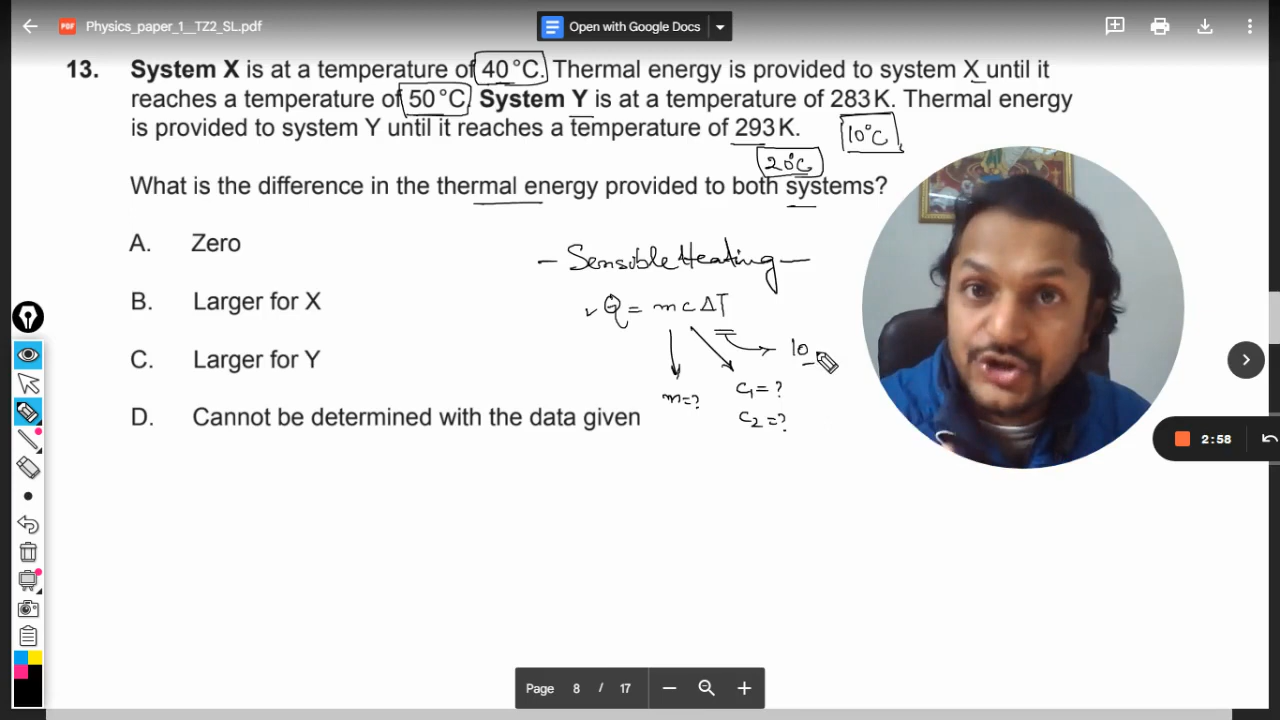 Physics_paper_1__TZ2_SL.pdf
Open with Google Docs
13. System X is at a temperature of 40 °C. Thermal energy is provided to system X until it
reaches a temperature of 50 °C. System Y is at a temperature of 283 K. Thermal energy
is provided to system Y until it reaches a temperature of 293 K.
10°C
20°C
What is the difference in the thermal energy provided to both systems?
A. Zero
- Sensible Heating -
B. Larger for X
Q = mcΔT
10
C. Larger for Y
m=?
c1 = ?
D. Cannot be determined with the data given
c2 = ?
2:58
Page 8 / 17